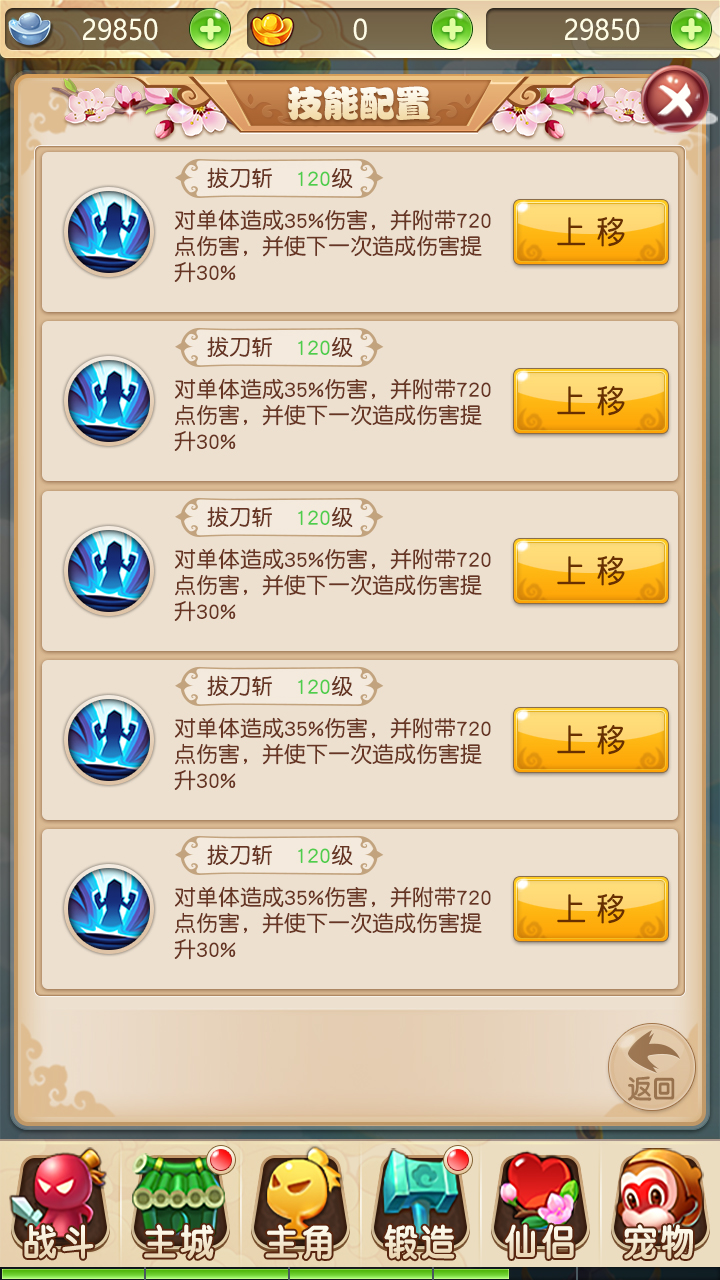 29850 0 29850
技能配置
拔刀斩 120级
对单体造成35%伤害，并附带720
点伤害，并使下一次造成伤害提
升30%
上移
拔刀斩 120级
对单体造成35%伤害，并附带720
点伤害，并使下一次造成伤害提
升30%
上移
拔刀斩 120级
对单体造成35%伤害，并附带720
点伤害，并使下一次造成伤害提
升30%
上移
拔刀斩 120级
对单体造成35%伤害，并附带720
点伤害，并使下一次造成伤害提
升30%
上移
拔刀斩 120级
对单体造成35%伤害，并附带720
点伤害，并使下一次造成伤害提
升30%
上移
返回
战斗 主城 主角 锻造 仙侣 宠物